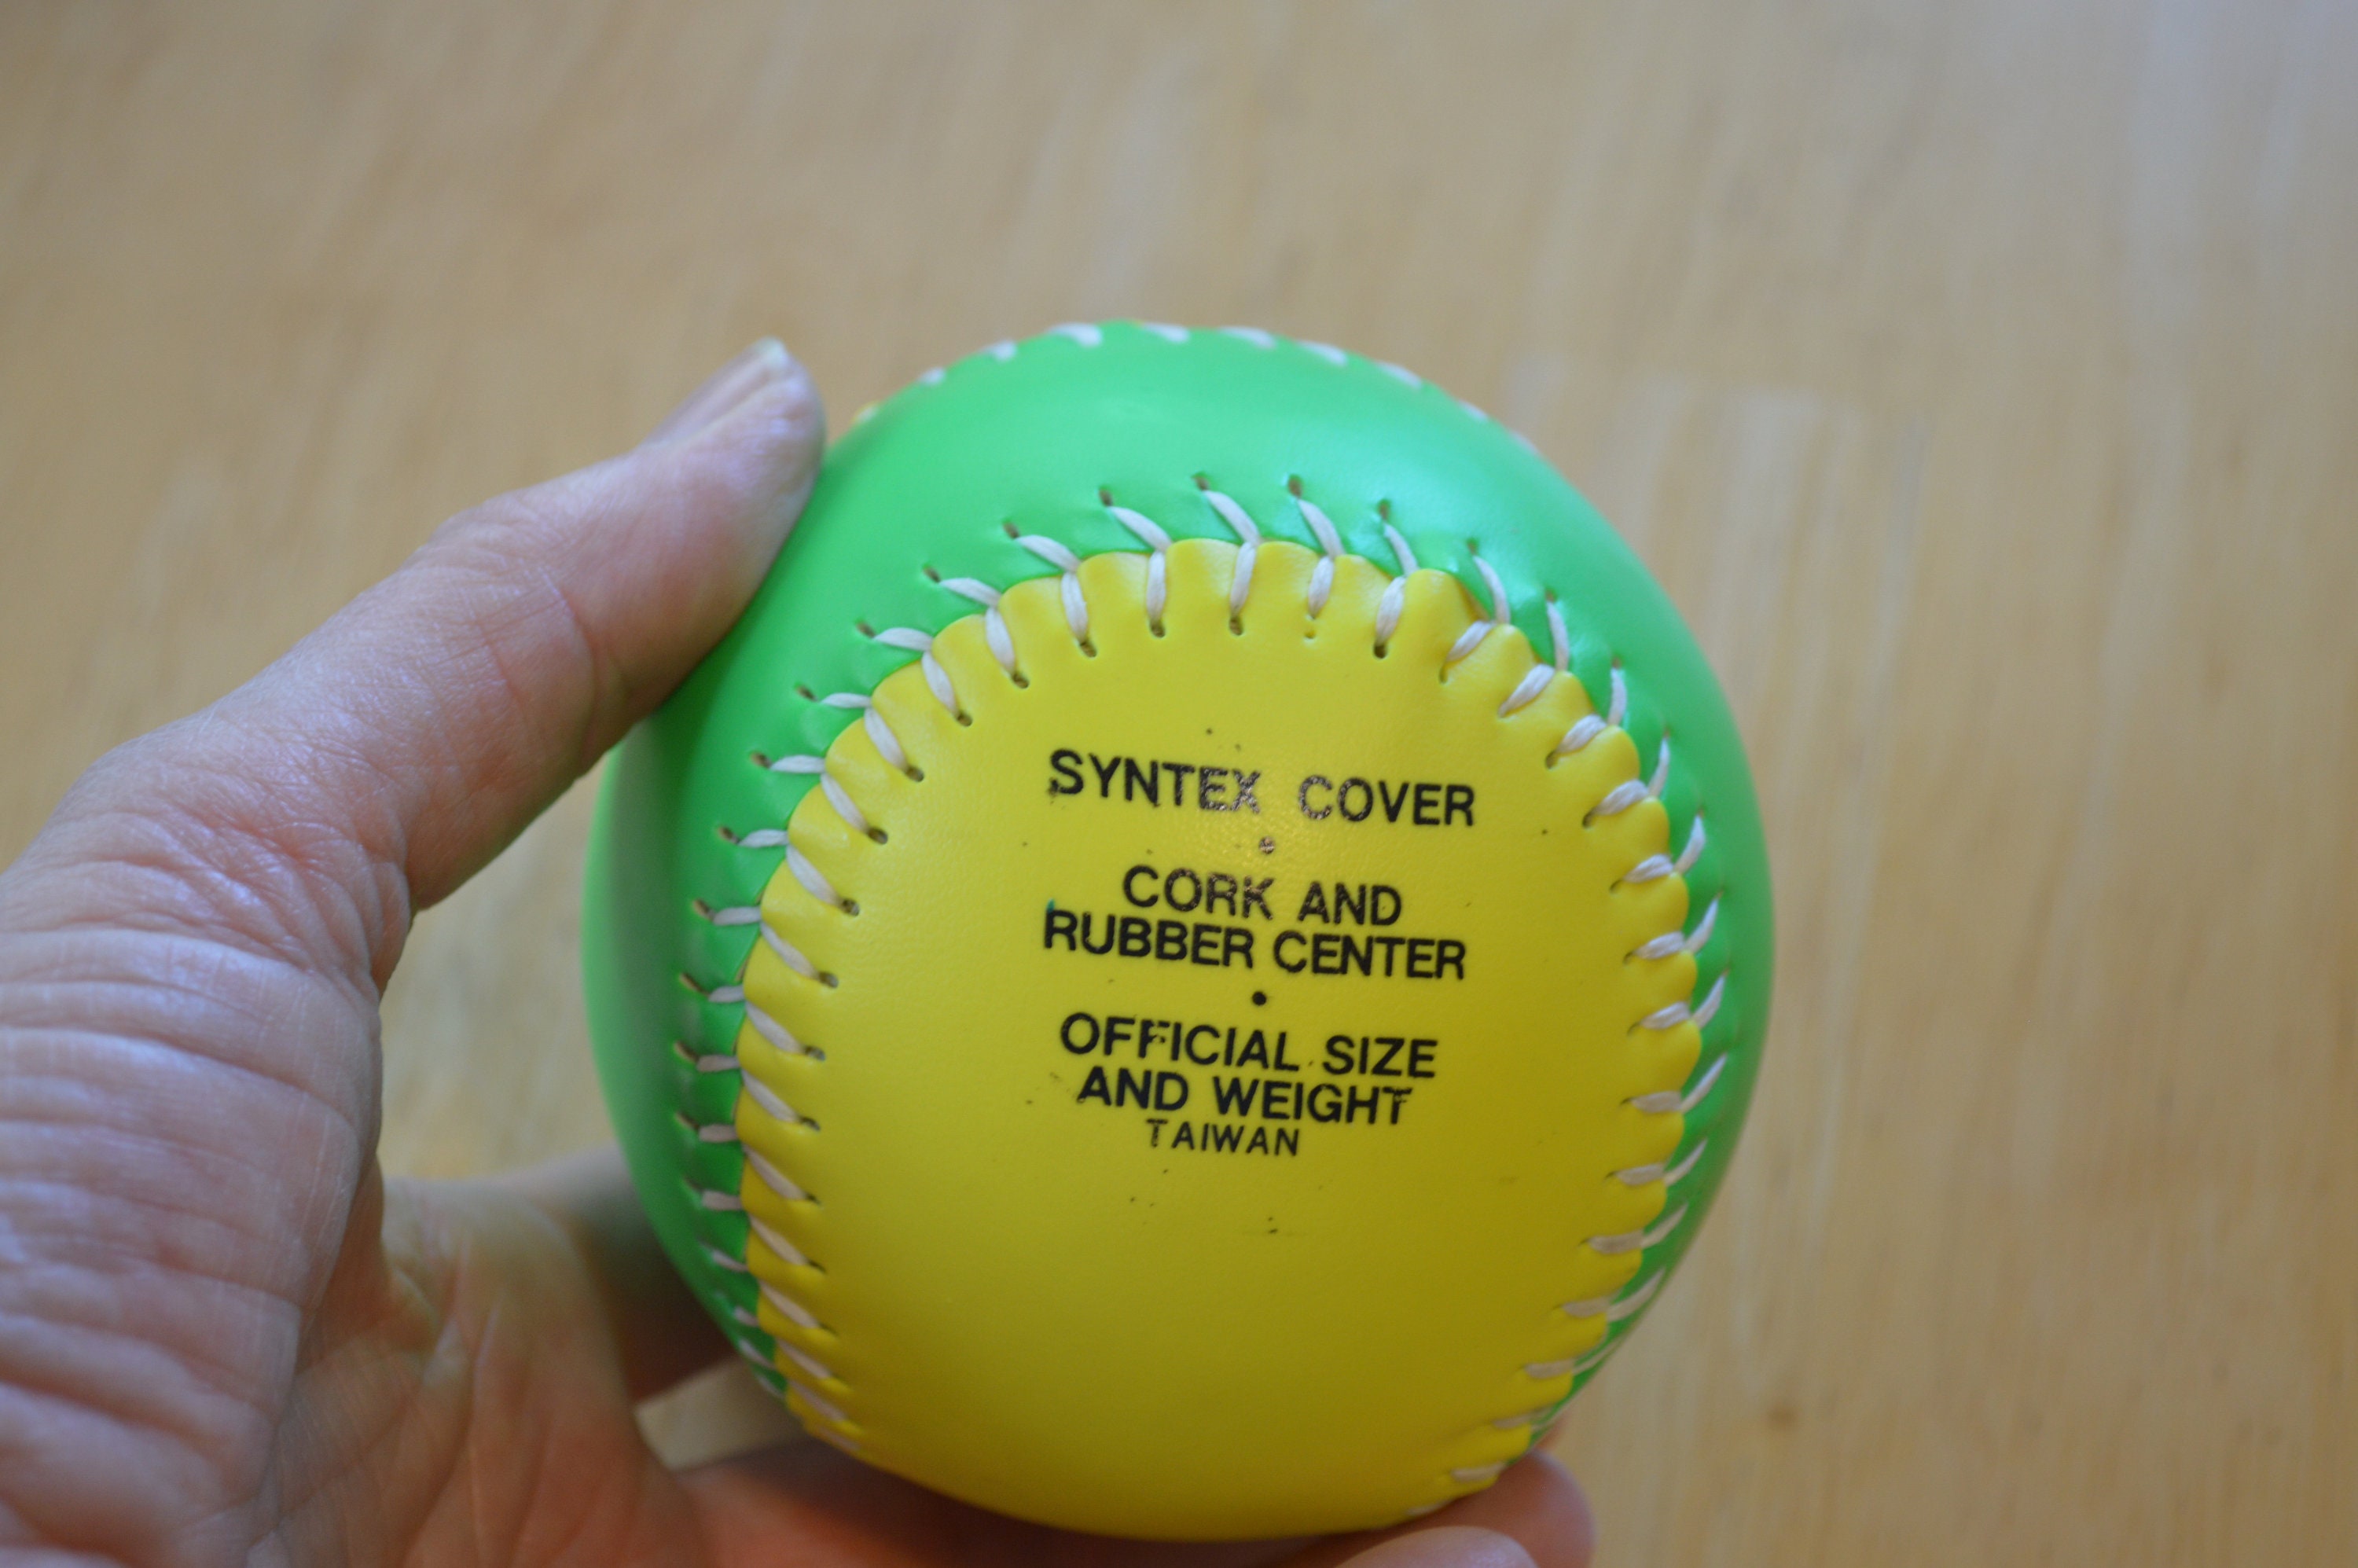 SYNTEX COVER
•
CORK AND
RUBBER CENTER
•
OFFICIAL SIZE
AND WEIGHT
TAIWAN